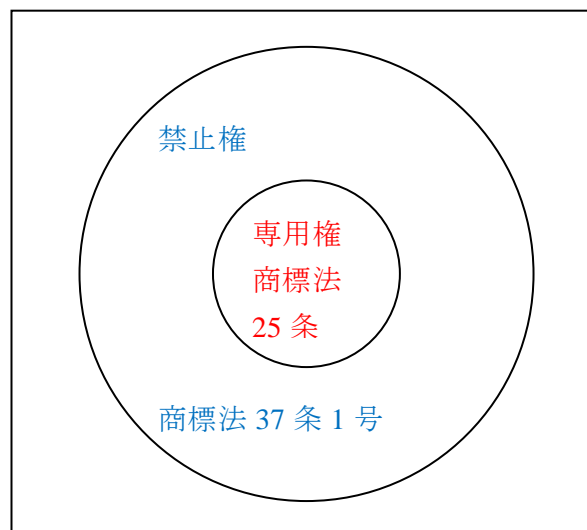 禁止権
専用権
商標法
25 条
商標法 37 条 1 号